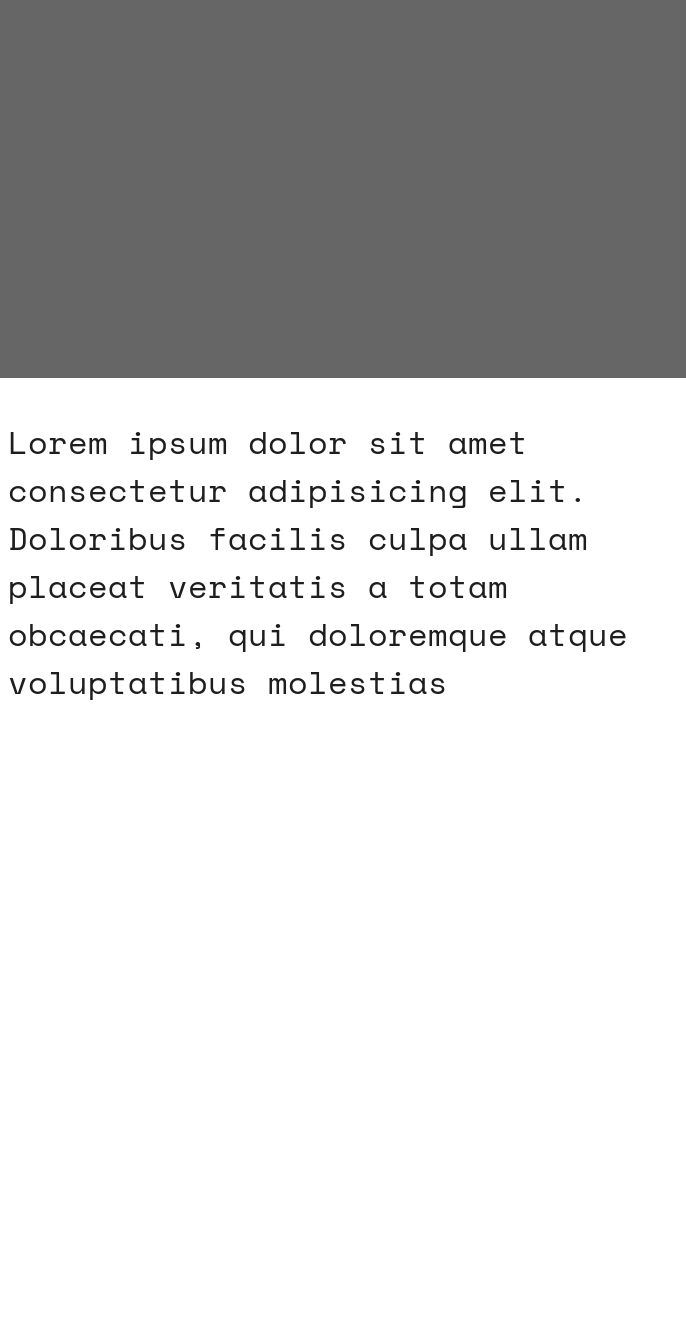 Lorem ipsum dolor sit amet
consectetur adipisicing elit.
Doloribus facilis culpa ullam
placeat veritatis a totam
obcaecati, qui doloremque atque
voluptatibus molestias